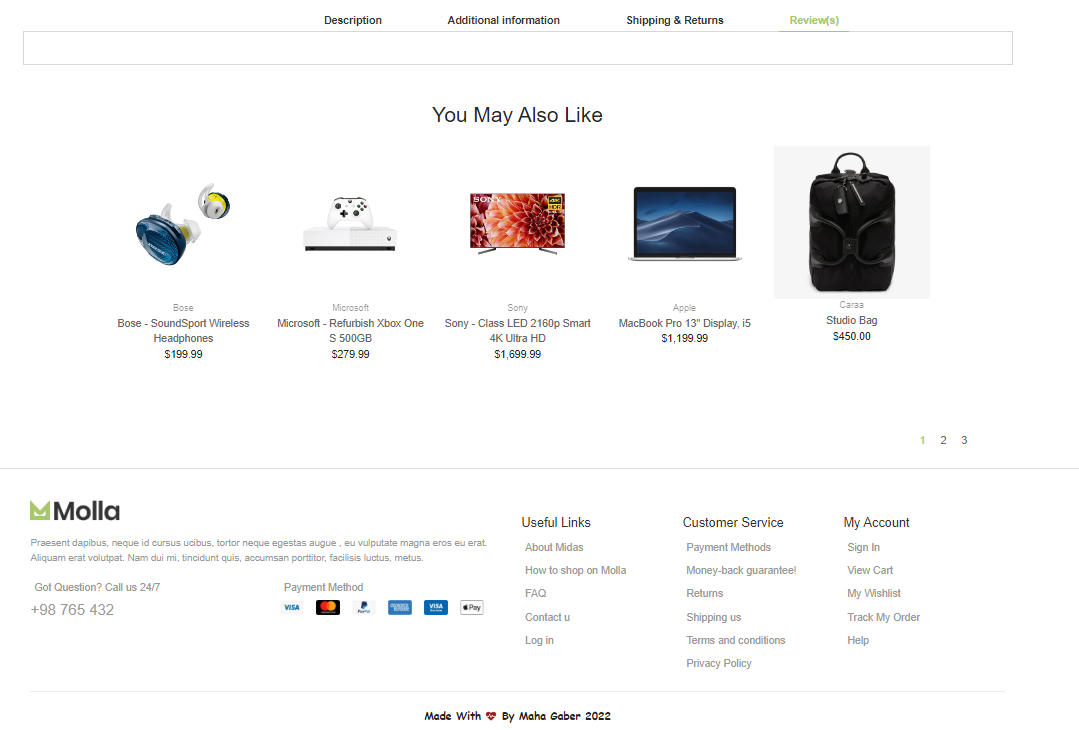 Description Additional information Shipping & Returns Review(s)
You May Also Like
SONY 4K HDR
Bose Microsoft Sony Apple Caraa
Bose - SoundSport Wireless Headphones
$199.99
Microsoft - Refurbish Xbox One S 500GB
$279.99
Sony - Class LED 2160p Smart 4K Ultra HD
$1,699.99
MacBook Pro 13" Display, i5
$1,199.99
Studio Bag
$450.00
1 2 3
Molla
Praesent dapibus, neque id cursus ucibus, tortor neque egestas augue , eu vulputate magna eros eu erat.
Aliquam erat volutpat. Nam dui mi, tincidunt quis, accumsan porttitor, facilisis luctus, metus.
Got Question? Call us 24/7
+98 765 432
Payment Method
VISA PayPal VISA Pay
Useful Links
About Midas
How to shop on Molla
FAQ
Contact u
Log in
Customer Service
Payment Methods
Money-back guarantee!
Returns
Shipping us
Terms and conditions
Privacy Policy
My Account
Sign In
View Cart
My Wishlist
Track My Order
Help
Made With By Maha Gaber 2022